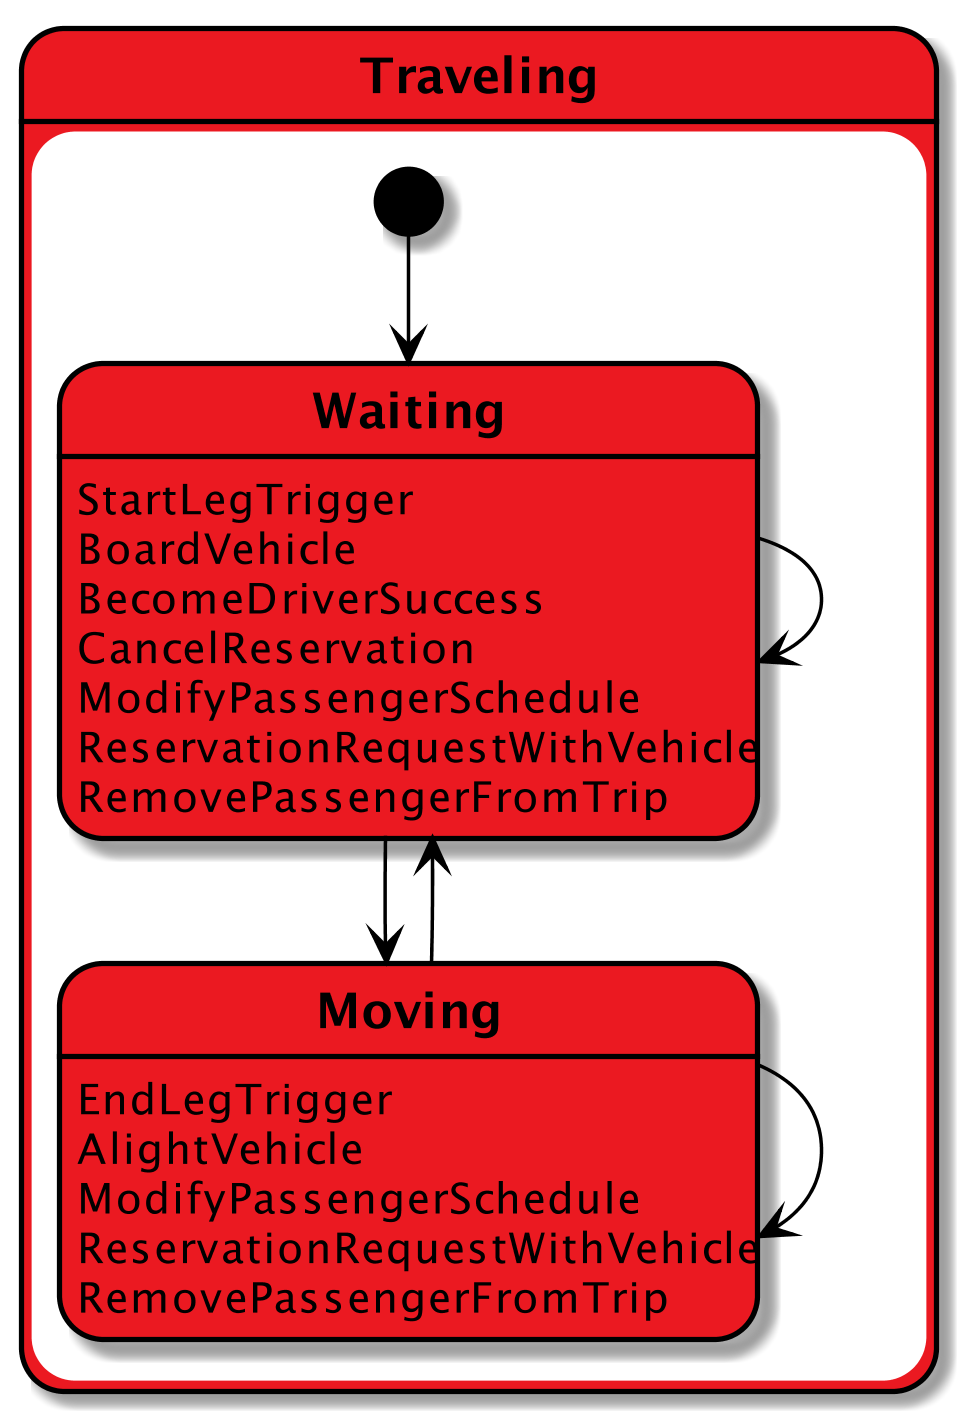 Traveling
Waiting
StartLegTrigger
BoardVehicle
BecomeDriverSuccess
CancelReservation
ModifyPassengerSchedule
ReservationRequestWithVehicle
RemovePassengerFromTrip
Moving
EndLegTrigger
AlightVehicle
ModifyPassengerSchedule
ReservationRequestWithVehicle
RemovePassengerFromTrip